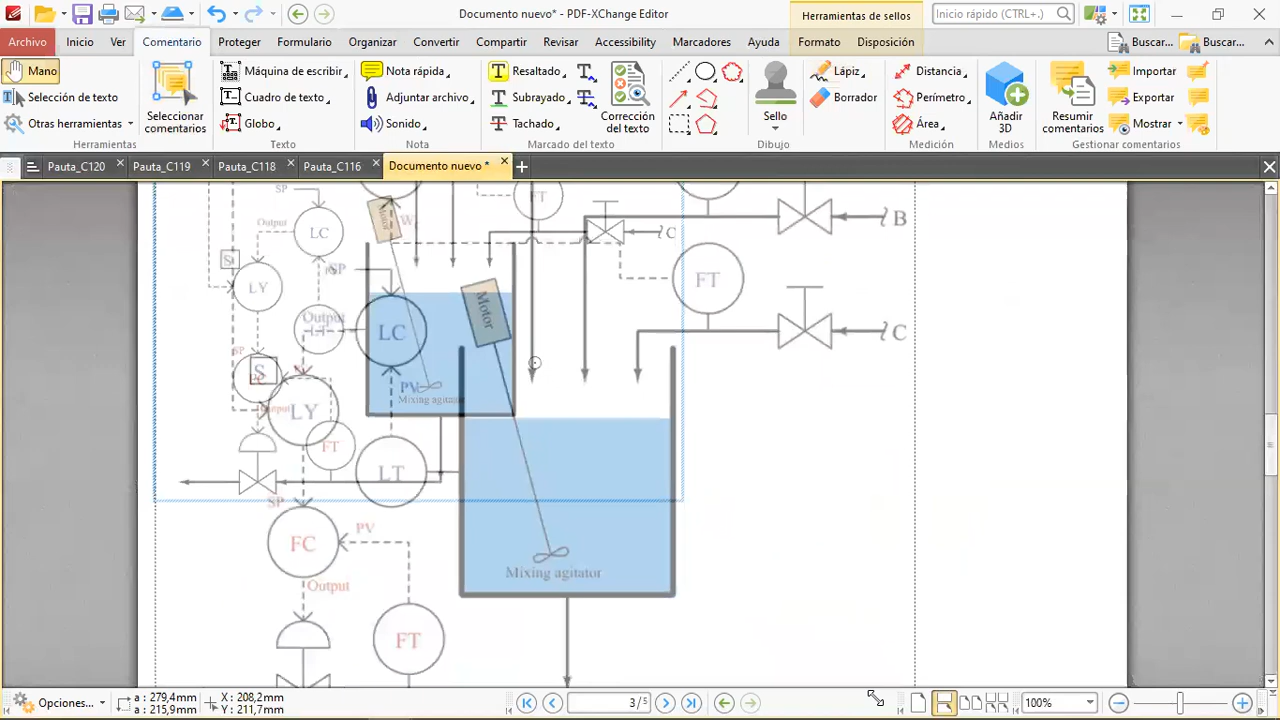 Documento nuevo * - PDF-XChange Editor
Herramientas de sellos
Inicio rápido (CTRL+.)
Archivo
Inicio
Ver
Comentario
Proteger
Formulario
Organizar
Convertir
Compartir
Revisar
Accessibility
Marcadores
Ayuda
Formato
Disposición
Buscar...
Buscar...
Mano
Selección de texto
Otras herramientas
Seleccionar
comentarios
Herramientas
Máquina de escribir
Cuadro de texto
Globo
Texto
Nota rápida
Adjuntar archivo
Sonido
Nota
Resaltado
Subrayado
Tachado
Corrección
del texto
Marcado del texto
Sello
Lápiz
Borrador
Dibujo
Distancia
Perímetro
Área
Medición
Añadir
3D
Medios
Resumir
comentarios
Importar
Exportar
Mostrar
Gestionar comentarios
Pauta_C120
Pauta_C119
Pauta_C118
Pauta_C116
Documento nuevo *
SP
FT
Motor
W
B
Output
LC
C
S
SP
LY
FT
Motor
Output
LT
LC
C
SP
S
PV
Mixing agitator
Output
LY
FT
LT
SP
PV
FC
Mixing agitator
Output
FT
Opciones...
a : 279,4mm
a : 215,9mm
X : 208,2mm
Y : 211,7mm
3 / 5
100%